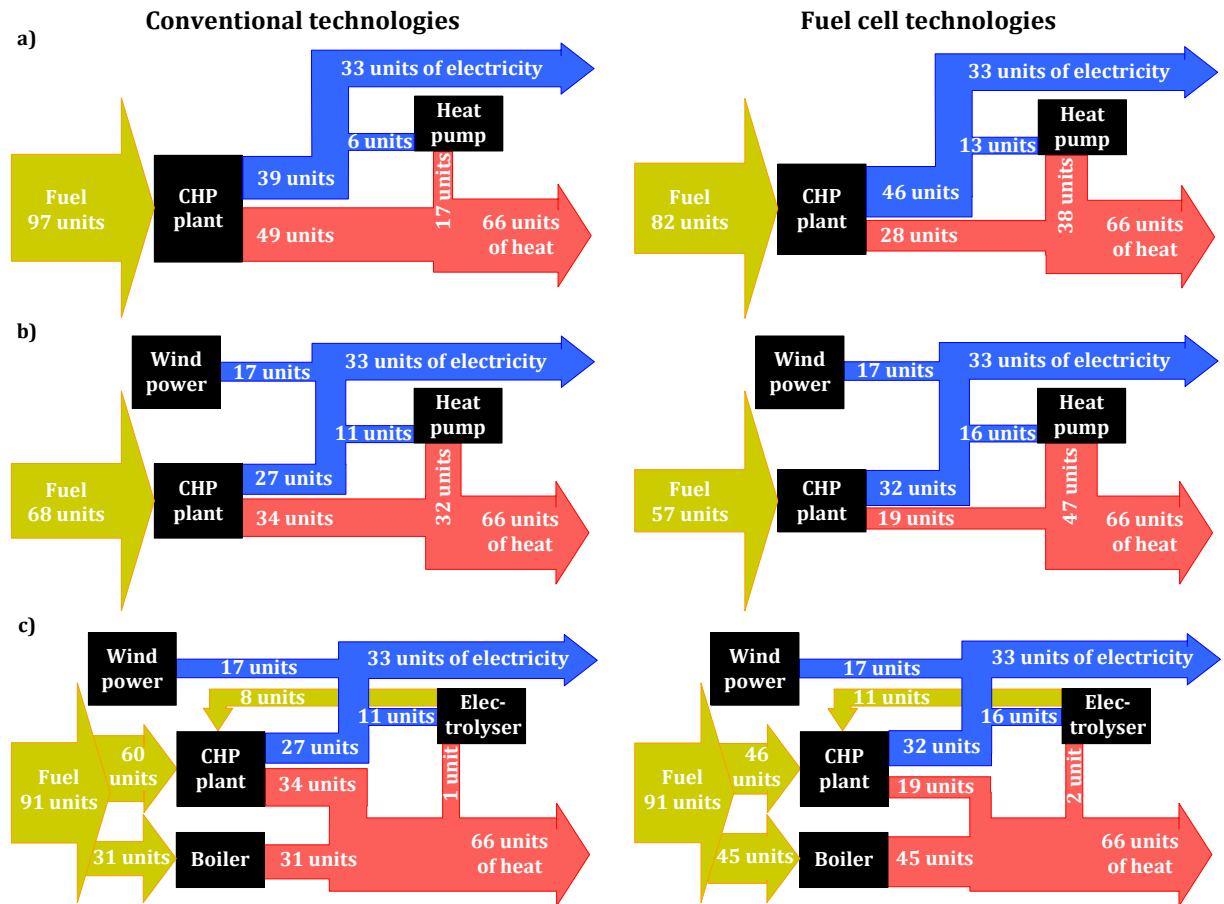 Conventional technologies
Fuel cell technologies
a)
33 units of electricity
Heat
pump
6 units
39 units
Fuel
97 units
CHP
plant
17 units
49 units
66 units
of heat
33 units of electricity
Heat
pump
13 units
46 units
Fuel
82 units
CHP
plant
38 units
28 units
66 units
of heat
b)
Wind
power
17 units
33 units of electricity
Heat
pump
11 units
27 units
Fuel
68 units
CHP
plant
32 units
34 units
66 units
of heat
Wind
power
17 units
33 units of electricity
Heat
pump
16 units
32 units
Fuel
57 units
CHP
plant
47 units
19 units
66 units
of heat
c)
Wind
power
17 units
33 units of electricity
8 units
Elec-
trolyser
11 units
27 units
60
units
CHP
plant
Fuel
91 units
34 units
1 unit
31 units
Boiler
31 units
66 units
of heat
Wind
power
17 units
33 units of electricity
11 units
Elec-
trolyser
16 units
32 units
46
units
CHP
plant
Fuel
91 units
19 units
2 unit
45 units
Boiler
45 units
66 units
of heat